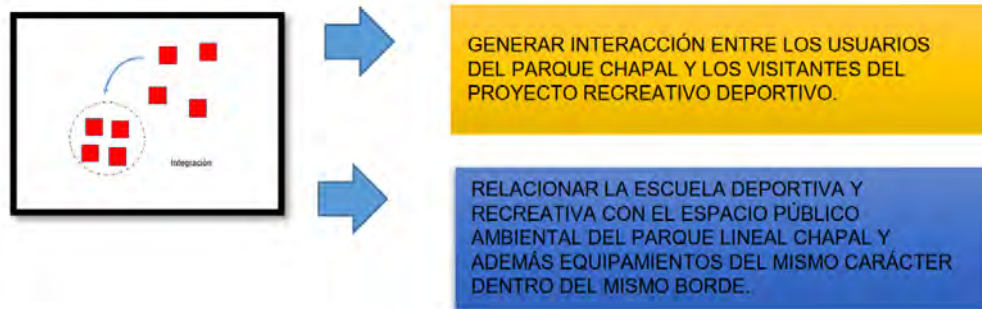 GENERAR INTERACCIÓN ENTRE LOS USUARIOS
DEL PARQUE CHAPAL Y LOS VISITANTES DEL
PROYECTO RECREATIVO DEPORTIVO.
Integración
RELACIONAR LA ESCUELA DEPORTIVA Y
RECREATIVA CON EL ESPACIO PÚBLICO
AMBIENTAL DEL PARQUE LINEAL CHAPAL Y
ADEMÁS EQUIPAMIENTOS DEL MISMO CARÁCTER
DENTRO DEL MISMO BORDE.